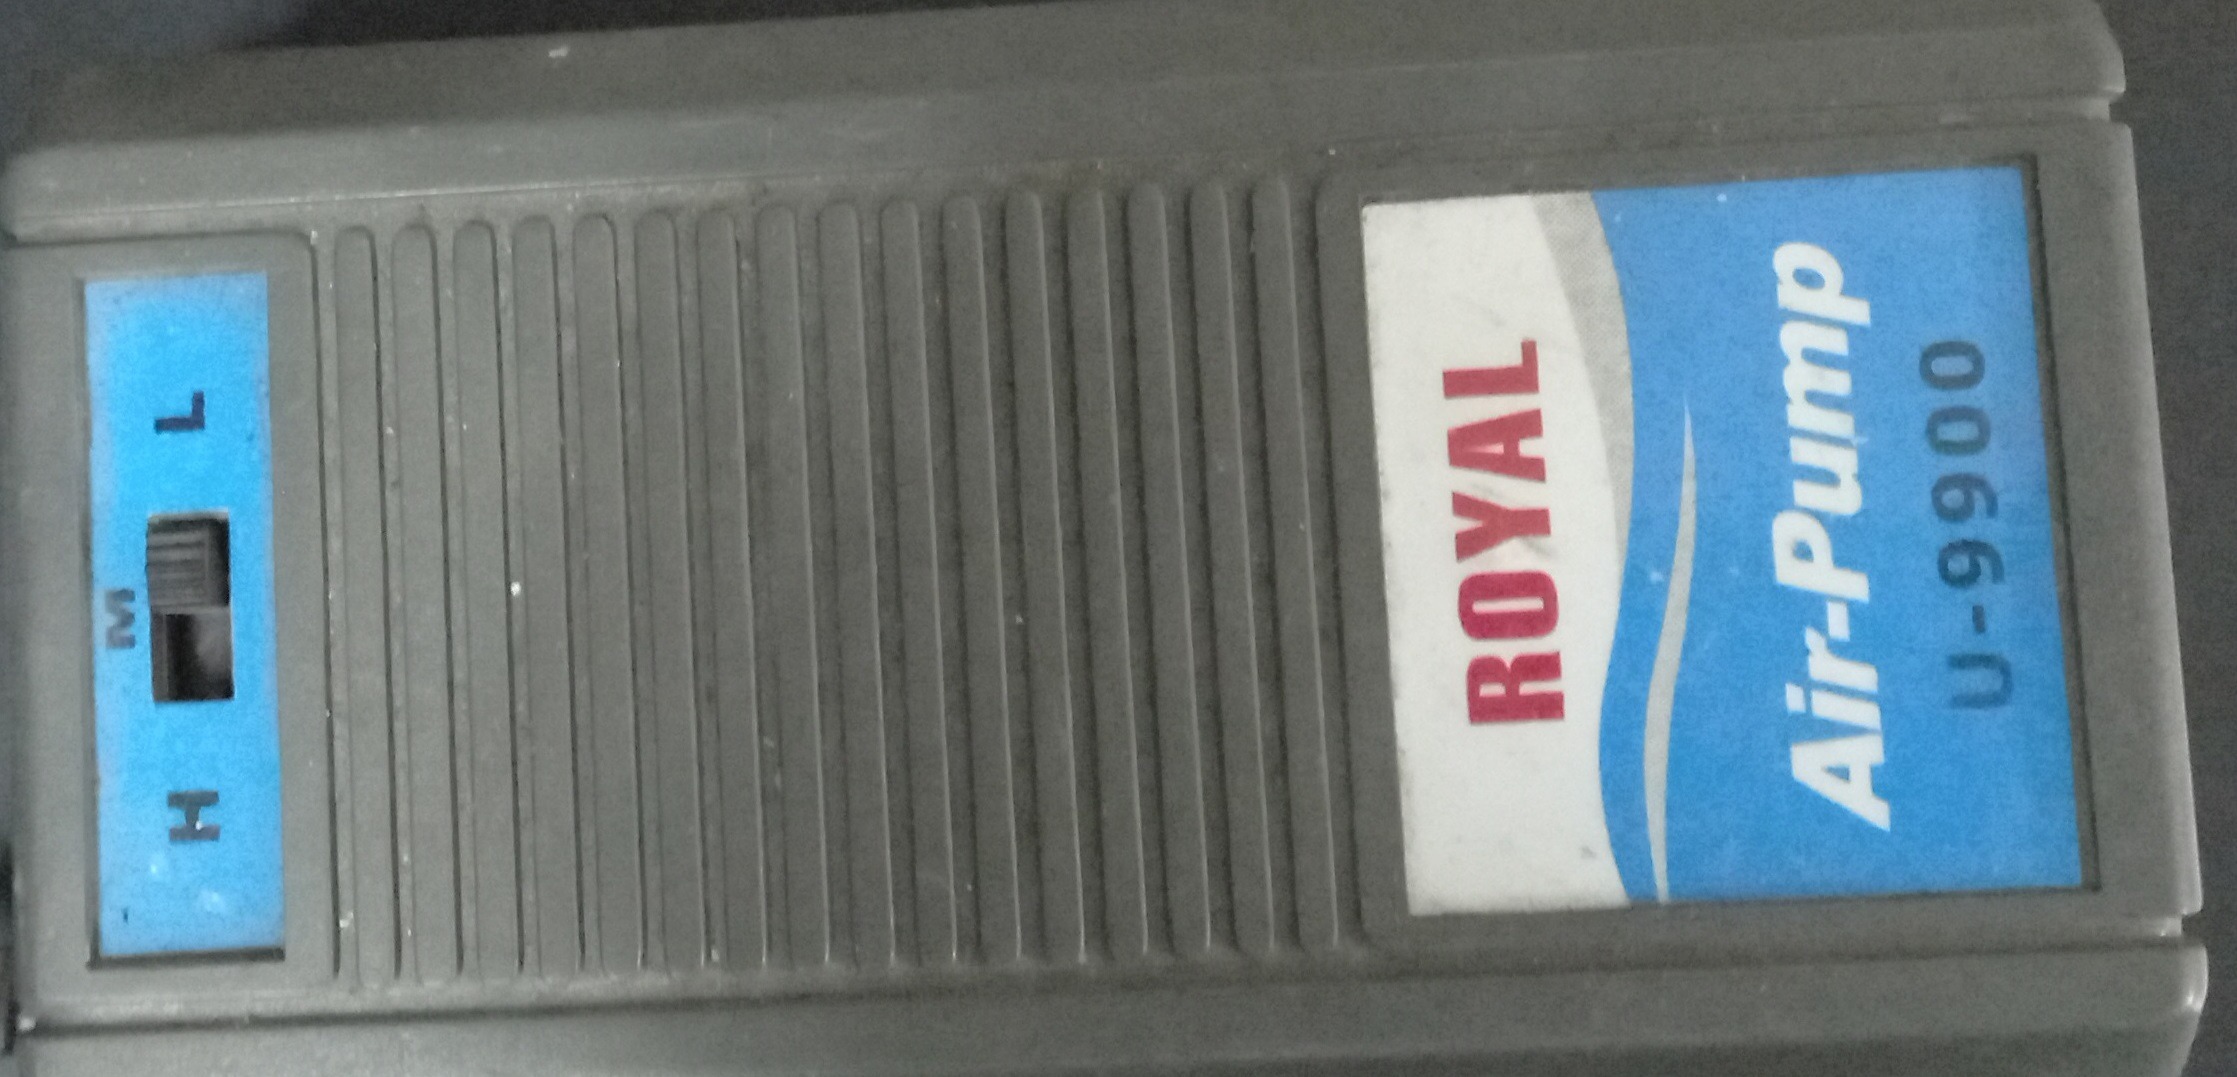 ROYAL
Air-Pump
U-9900
M
H L